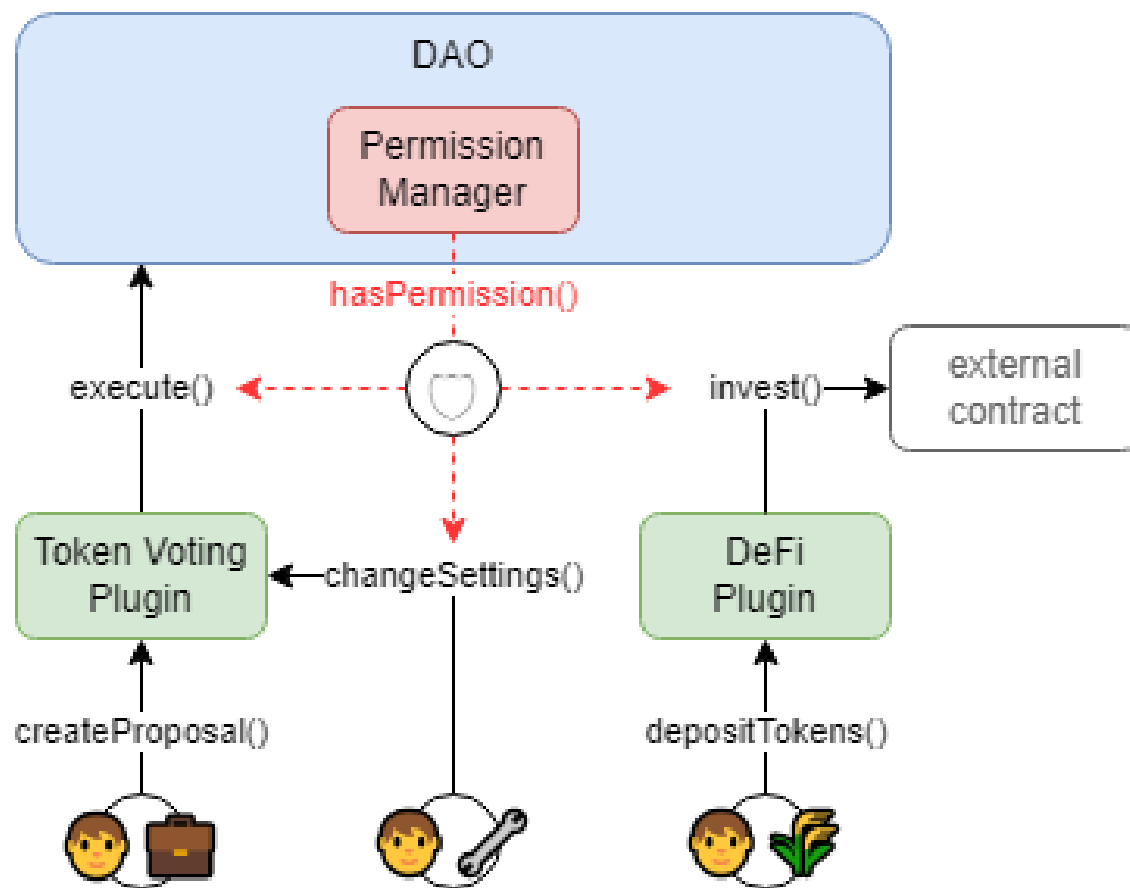 DAO
Permission
Manager
hasPermission()
execute()
invest()
external
contract
Token Voting
Plugin
changeSettings()
DeFi
Plugin
createProposal()
depositTokens()